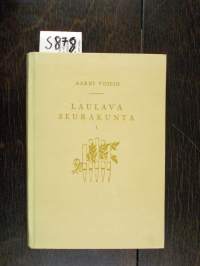 S878
AARNI VOIPIO
LAULAVA
SEURAKUNTA
I